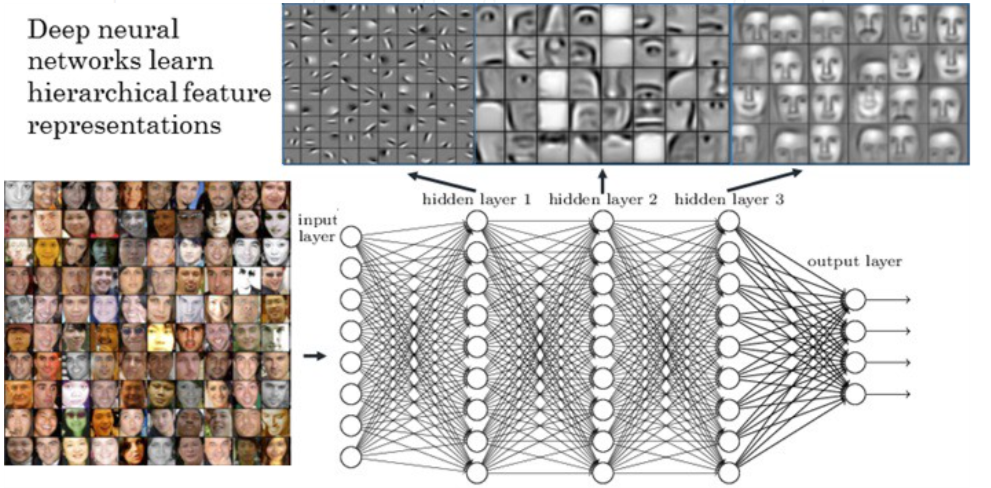 Deep neural
networks learn
hierarchical feature
representations
hidden layer 1 hidden layer 2 hidden layer 3
input
layer
output layer